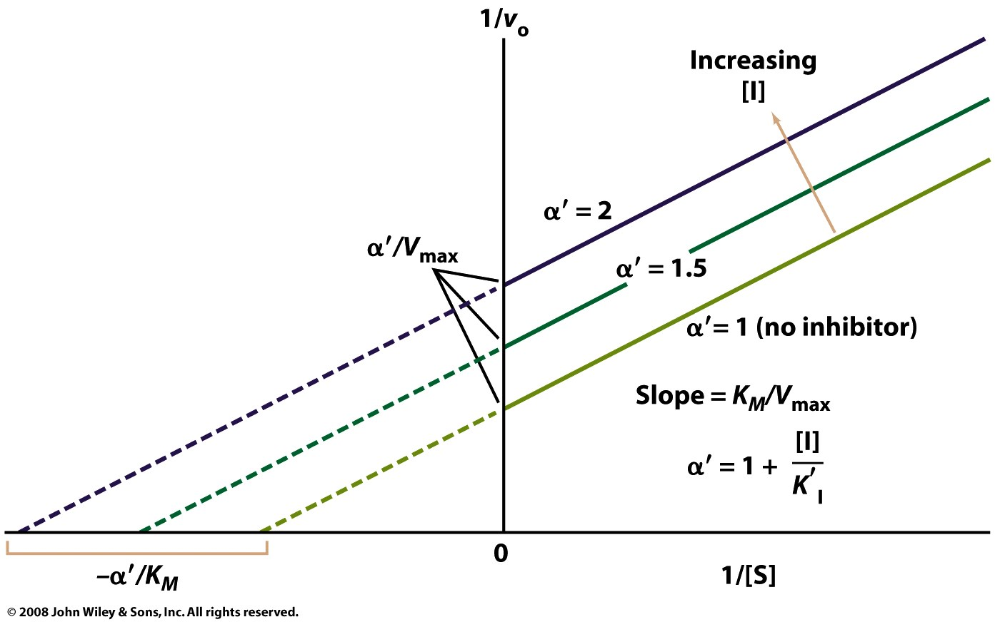 1/vo
Increasing
[I]
α′ = 2
α′/Vmax
α′ = 1.5
α′= 1 (no inhibitor)
Slope = KM/Vmax
α′ = 1 + [I]
K′I
0
–α′/KM
1/[S]
© 2008 John Wiley & Sons, Inc. All rights reserved.